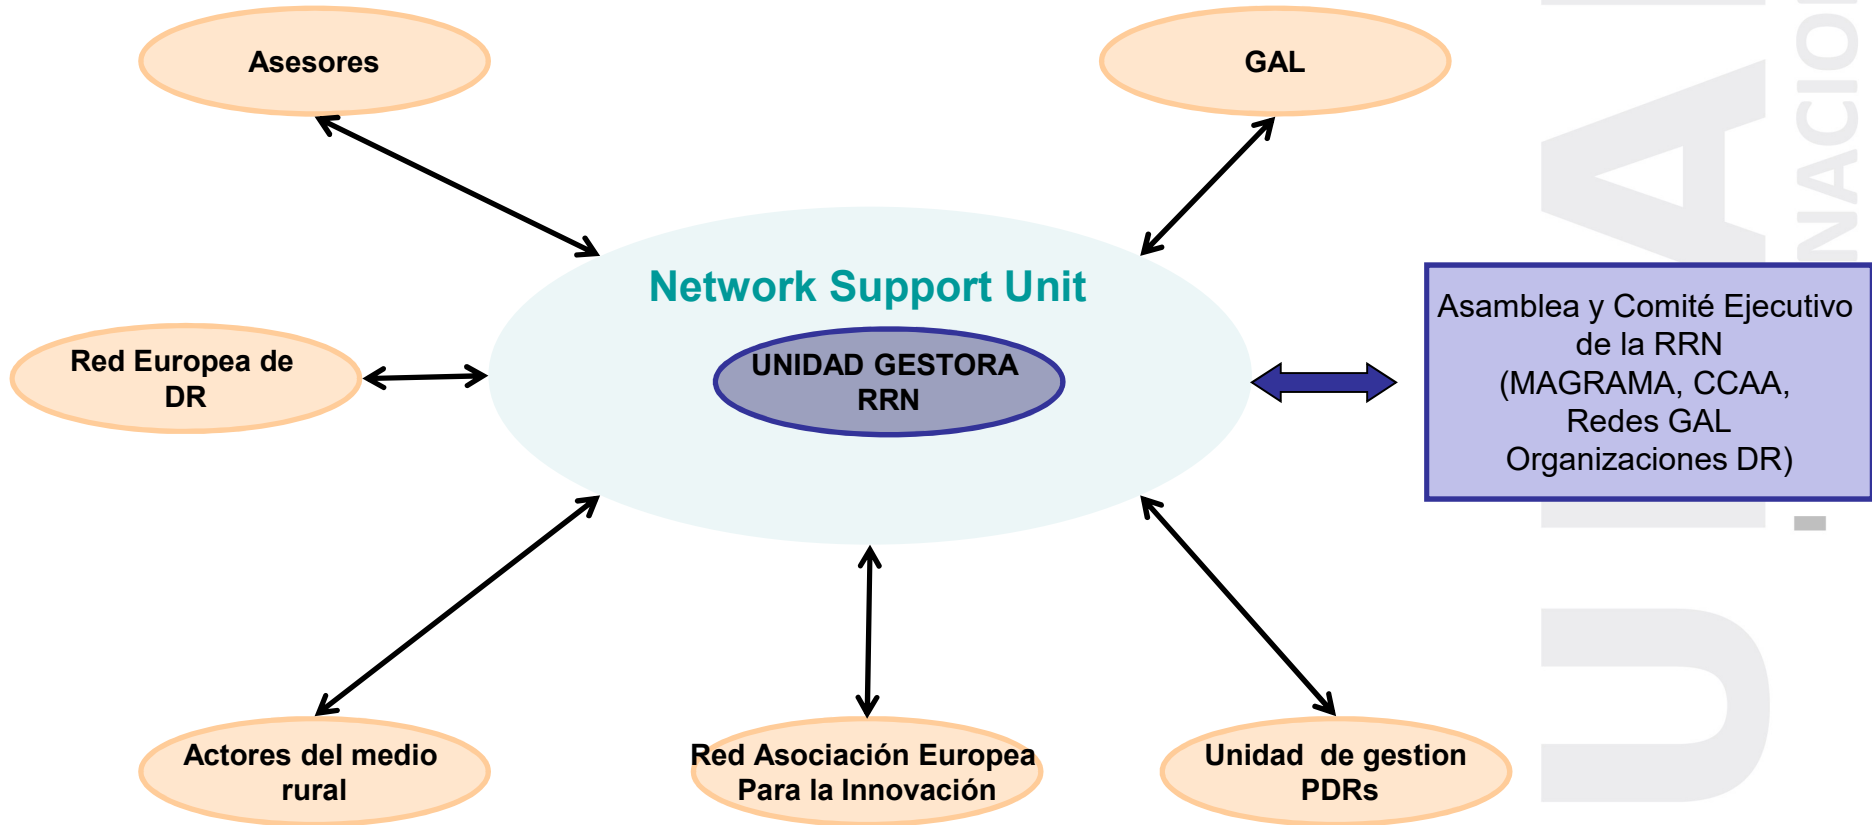 Asesores
GAL
Network Support Unit
UNIDAD GESTORA
RRN
Red Europea de
DR
Asamblea y Comité Ejecutivo
de la RRN
(MAGRAMA, CCAA,
Redes GAL
Organizaciones DR)
Actores del medio
rural
Red Asociación Europea
Para la Innovación
Unidad  de gestion
PDRs
NACIO